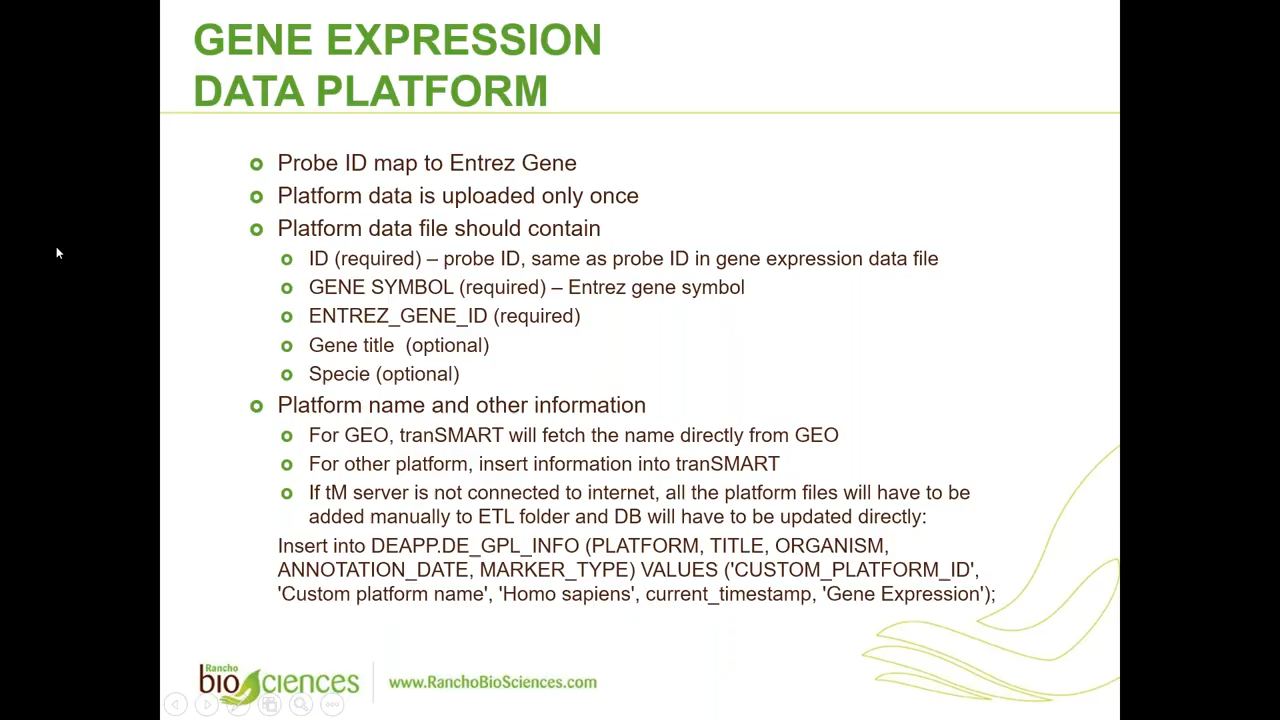 GENE EXPRESSION
DATA PLATFORM
Probe ID map to Entrez Gene
Platform data is uploaded only once
Platform data file should contain
ID (required) – probe ID, same as probe ID in gene expression data file
GENE SYMBOL (required) – Entrez gene symbol
ENTREZ_GENE_ID (required)
Gene title (optional)
Specie (optional)
Platform name and other information
For GEO, tranSMART will fetch the name directly from GEO
For other platform, insert information into tranSMART
If tM server is not connected to internet, all the platform files will have to be
added manually to ETL folder and DB will have to be updated directly:
Insert into DEAPP.DE_GPL_INFO (PLATFORM, TITLE, ORGANISM,
ANNOTATION_DATE, MARKER_TYPE) VALUES ('CUSTOM_PLATFORM_ID',
'Custom platform name', 'Homo sapiens', current_timestamp, 'Gene Expression');
Rancho
biosciences
www.RanchoBioSciences.com